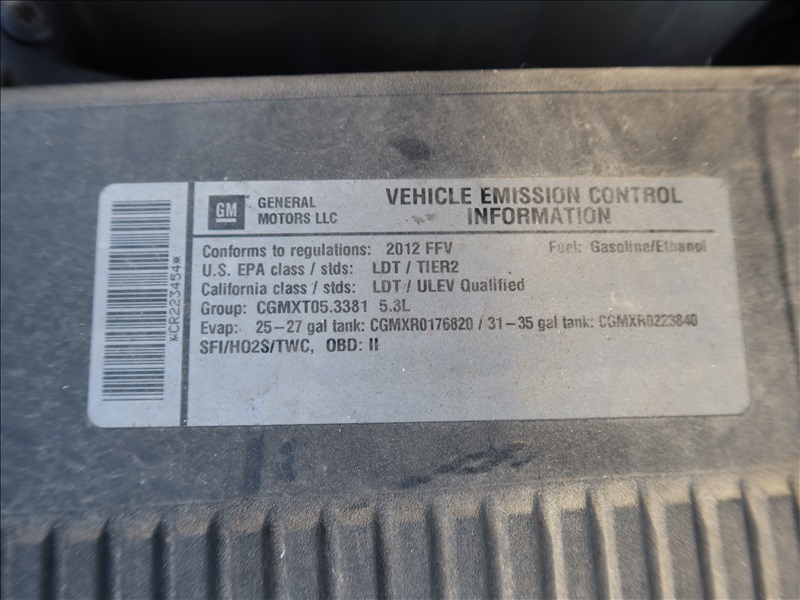 GM
GENERAL
MOTORS LLC
VEHICLE EMISSION CONTROL
INFORMATION
Conforms to regulations: 2012 FFV Fuel: Gasoline/Ethanol
U.S. EPA class / stds: LDT / TIER2
California class / stds: LDT / ULEV Qualified
Group: CGMXT05.3381 5.3L
Evap: 25-27 gal tank: CGMXR0176820 / 31-35 gal tank: CGMXR0223840
SFI/HO2S/TWC, OBD: II
*CR223454*